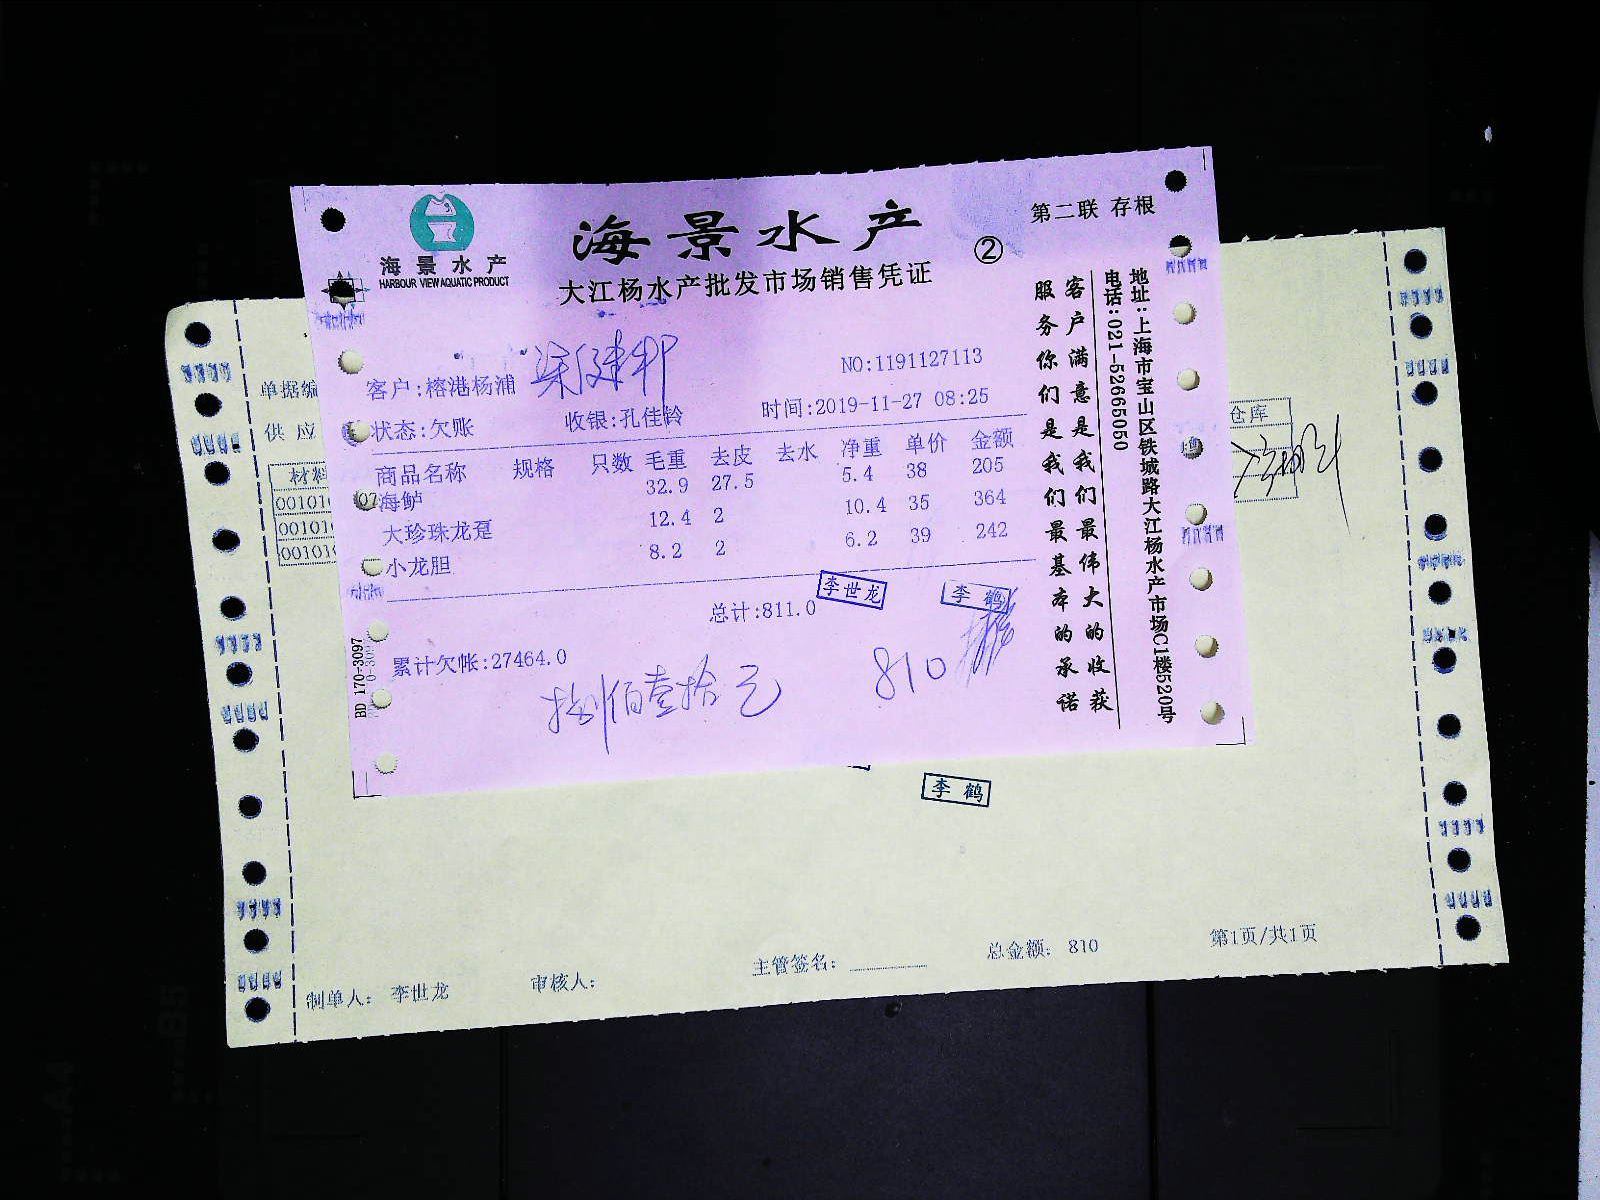 海景水产
HARBOUR VIEW AQUATIC PRODUCT
海景水产
大江杨水产批发市场销售凭证
②
第二联 存根
客户:榕港杨浦
NO:1191127113
状态:欠账 收银:孔佳铃 时间:2019-11-27 08:25
商品名称 规格 只数 毛重 去皮 去水 净重 单价 金额
海鲈 32.9 27.5 5.4 38 205
大珍珠龙趸 12.4 2 10.4 35 364
小龙胆 8.2 2 6.2 39 242
总计:811.0
李世龙
李鹤
累计欠帐:27464.0
捌佰壹拾元
810
客户满意是我们最伟大的收获
服务你们是我们最基本的承诺
地址:上海市宝山区铁城路大江杨水产市场C1楼520号
电话:021-52665050
BD 170-3097
单据编
供应
材料
00101
00101
00101
仓库
李鹤
制单人: 李世龙 审核人: 主管签名: 总金额: 810 第1页/共1页